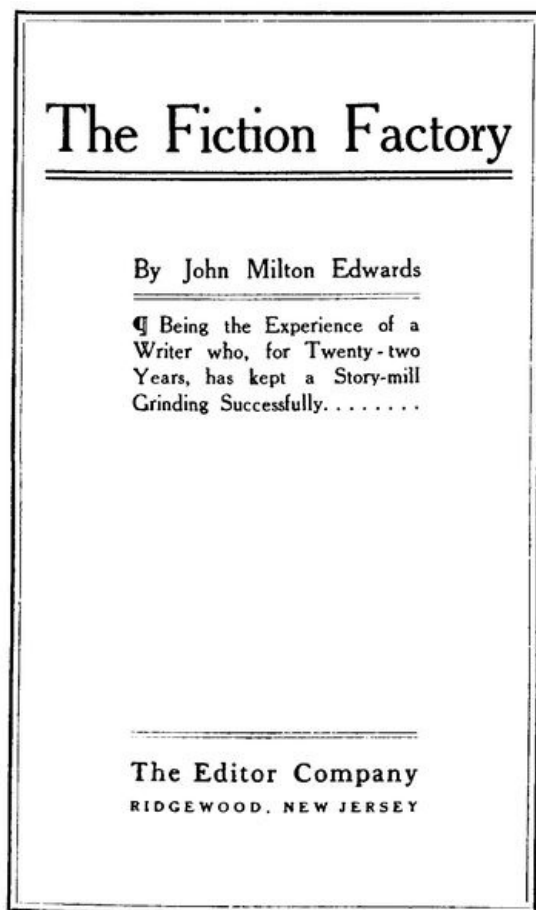 The Fiction Factory
By John Milton Edwards
¶ Being the Experience of a
Writer who, for Twenty-two
Years, has kept a Story-mill
Grinding Successfully........
The Editor Company
RIDGEWOOD, NEW JERSEY